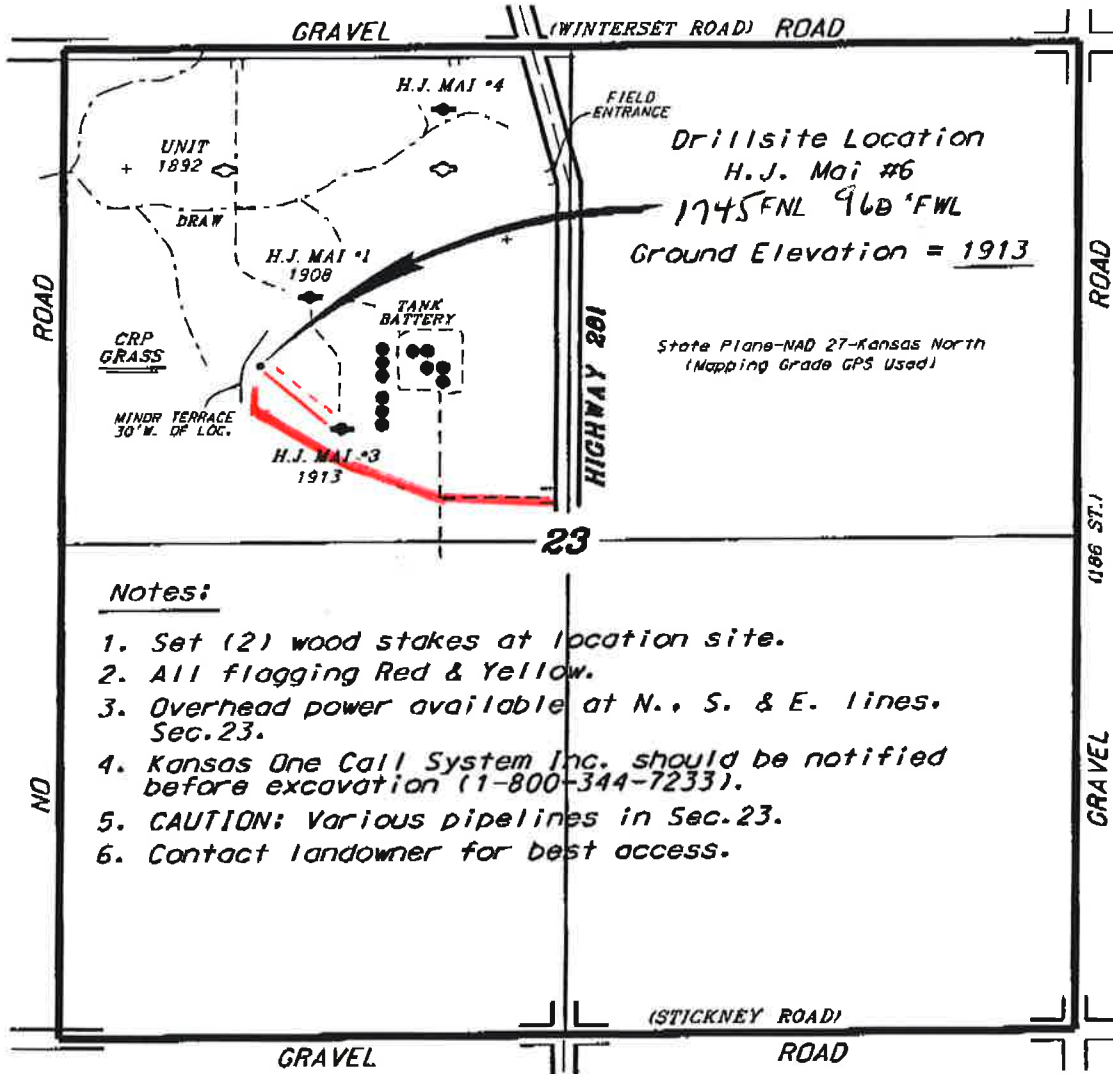 GRAVEL (WINTERSET ROAD) ROAD
H.J. MAI #4
FIELD
ENTRANCE
UNIT
1892
DRAW
Drillsite Location
H.J. Mai #6
1745 FNL 960 'FWL
Ground Elevation = 1913
H.J. MAI #1
1908
TANK
BATTERY
ROAD
ROAD
CRP
GRASS
HIGHWAY 281
State Plane-NAD 27-Kansas North
(Mapping Grade GPS Used)
MINOR TERRACE
30'W. OF LOC.
H.J. MAI #3
1913
23
(186 ST.)
Notes:
1. Set (2) wood stakes at location site.
2. All flagging Red & Yellow.
3. Overhead power available at N., S. & E. lines,
Sec.23.
4. Kansas One Call System Inc. should be notified
before excavation (1-800-344-7233).
5. CAUTION: Various pipelines in Sec.23.
6. Contact landowner for best access.
NO
GRAVEL
(STICKNEY ROAD)
GRAVEL ROAD